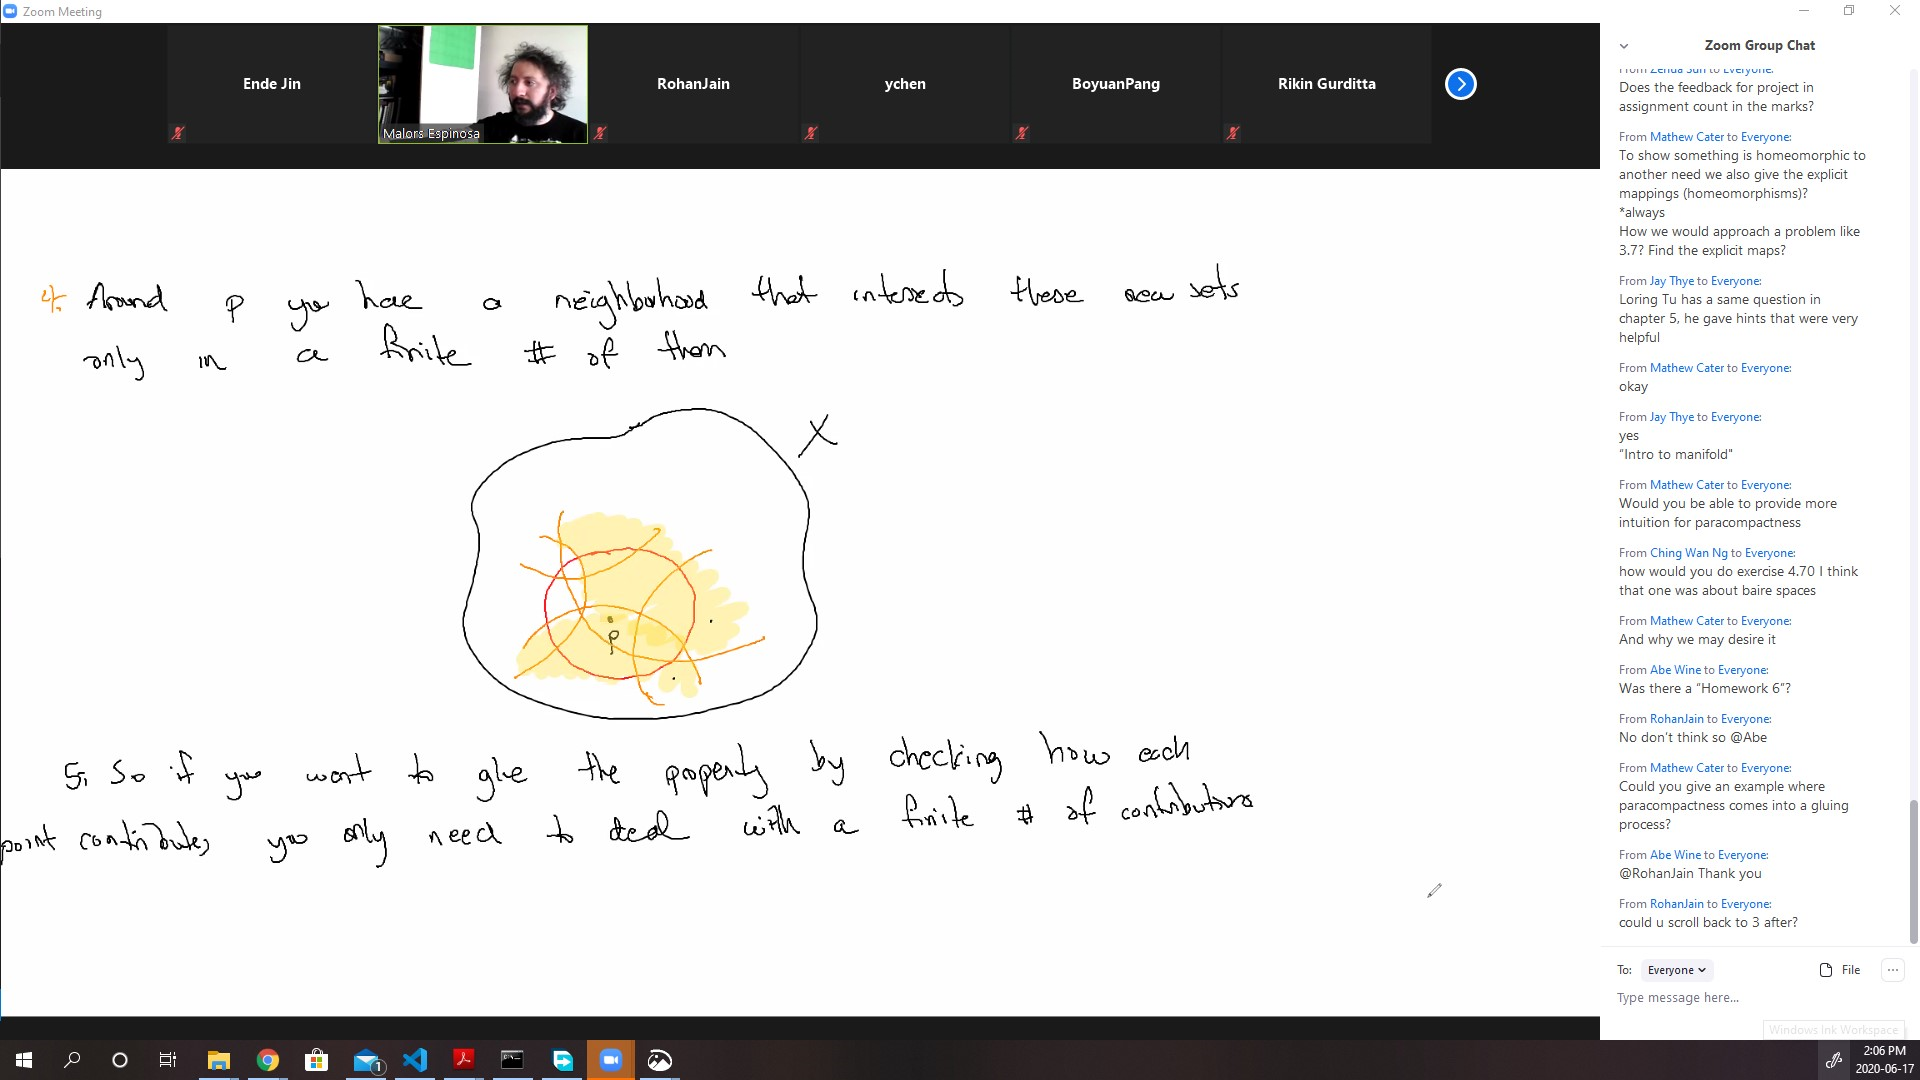 Zoom Meeting
Ende Jin
Malors Espinosa
RohanJain
ychen
BoyuanPang
Rikin Gurditta
4. Around p you have a neighborhood that intersects these new sets
only in a finite # of them
X
p
5. So if you want to glue the property by checking how each
point contributes you only need to deal with a finite # of contributions
Zoom Group Chat
From Zenda Sun to Everyone:
Does the feedback for project in
assignment count in the marks?
From Mathew Cater to Everyone:
To show something is homeomorphic to
another need we also give the explicit
mappings (homeomorphisms)?
*always
How we would approach a problem like
3.7? Find the explicit maps?
From Jay Thye to Everyone:
Loring Tu has a same question in
chapter 5, he gave hints that were very
helpful
From Mathew Cater to Everyone:
okay
From Jay Thye to Everyone:
yes
“Intro to manifold"
From Mathew Cater to Everyone:
Would you be able to provide more
intuition for paracompactness
From Ching Wan Ng to Everyone:
how would you do exercise 4.70 I think
that one was about baire spaces
From Mathew Cater to Everyone:
And why we may desire it
From Abe Wine to Everyone:
Was there a “Homework 6”?
From RohanJain to Everyone:
No don't think so @Abe
From Mathew Cater to Everyone:
Could you give an example where
paracompactness comes into a gluing
process?
From Abe Wine to Everyone:
@RohanJain Thank you
From RohanJain to Everyone:
could u scroll back to 3 after?
To: Everyone File
Type message here...
Windows Ink Workspace
1
2:06 PM
2020-06-17